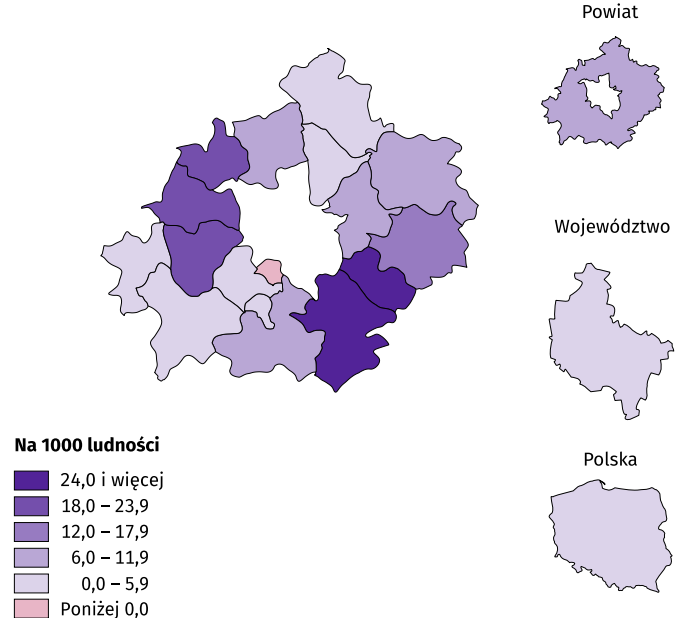 Powiat
Województwo
Polska
Na 1000 ludności
24,0 i więcej
18,0 – 23,9
12,0 – 17,9
6,0 – 11,9
0,0 – 5,9
Poniżej 0,0